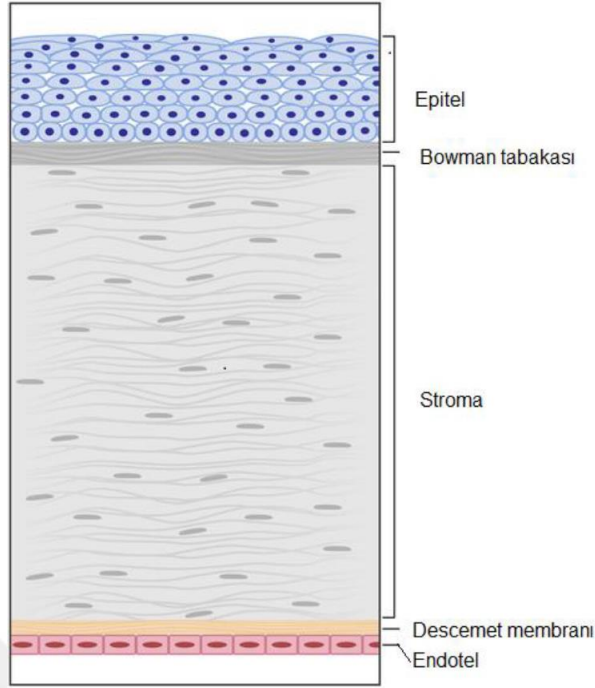 Epitel
Bowman tabakası
Stroma
Descemet membranı
Endotel